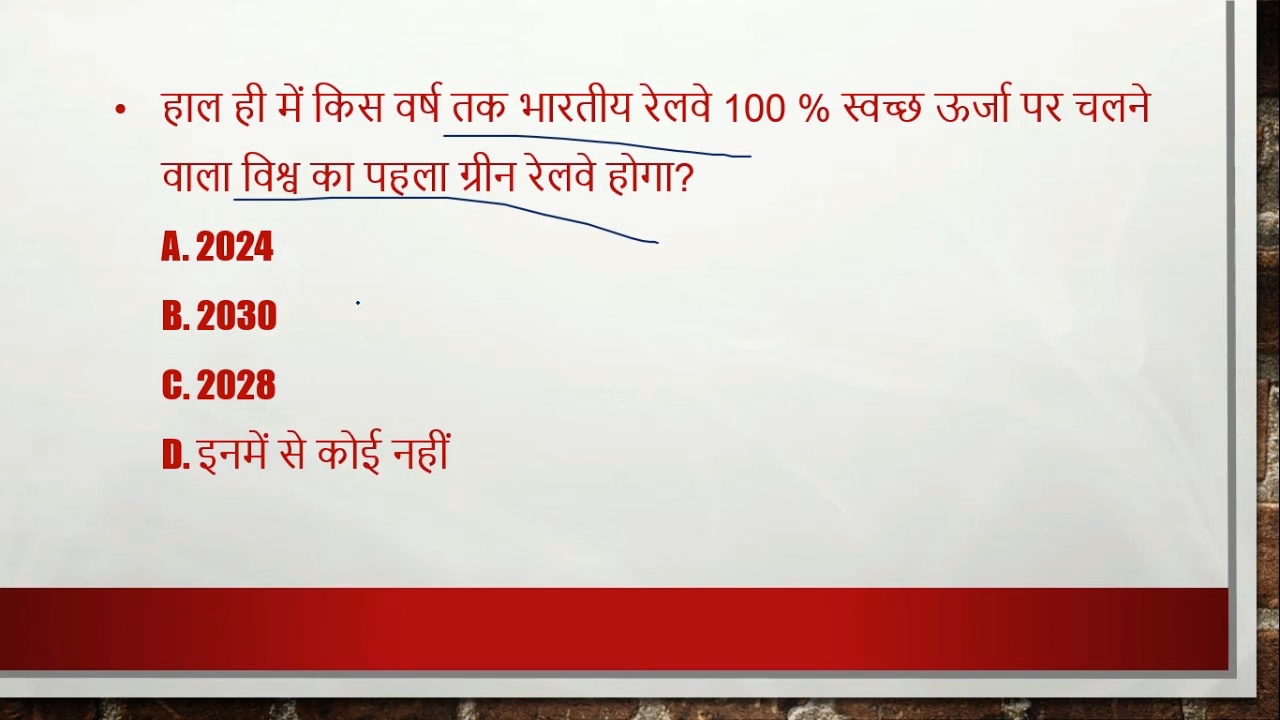 • हाल ही में किस वर्ष तक भारतीय रेलवे 100 % स्वच्छ ऊर्जा पर चलने
वाला विश्व का पहला ग्रीन रेलवे होगा?
A. 2024
B. 2030
C. 2028
D. इनमें से कोई नहीं